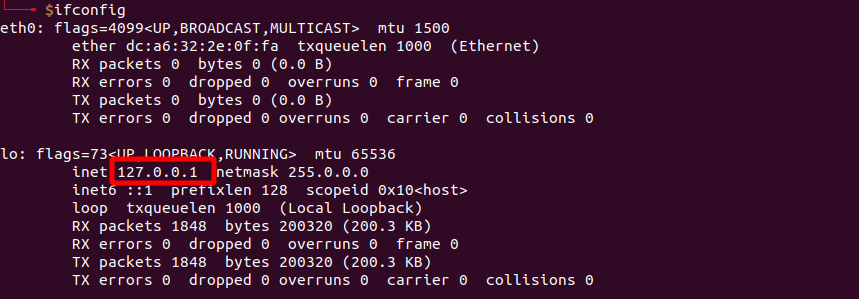 $ifconfig
eth0: flags=4099<UP,BROADCAST,MULTICAST>  mtu 1500
        ether dc:a6:32:2e:0f:fa  txqueuelen 1000  (Ethernet)
        RX packets 0  bytes 0 (0.0 B)
        RX errors 0  dropped 0  overruns 0  frame 0
        TX packets 0  bytes 0 (0.0 B)
        TX errors 0  dropped 0 overruns 0  carrier 0  collisions 0

lo: flags=73<UP,LOOPBACK,RUNNING>  mtu 65536
        inet 127.0.0.1  netmask 255.0.0.0
        inet6 ::1  prefixlen 128  scopeid 0x10<host>
        loop  txqueuelen 1000  (Local Loopback)
        RX packets 1848  bytes 200320 (200.3 KB)
        RX errors 0  dropped 0  overruns 0  frame 0
        TX packets 1848  bytes 200320 (200.3 KB)
        TX errors 0  dropped 0 overruns 0  carrier 0  collisions 0